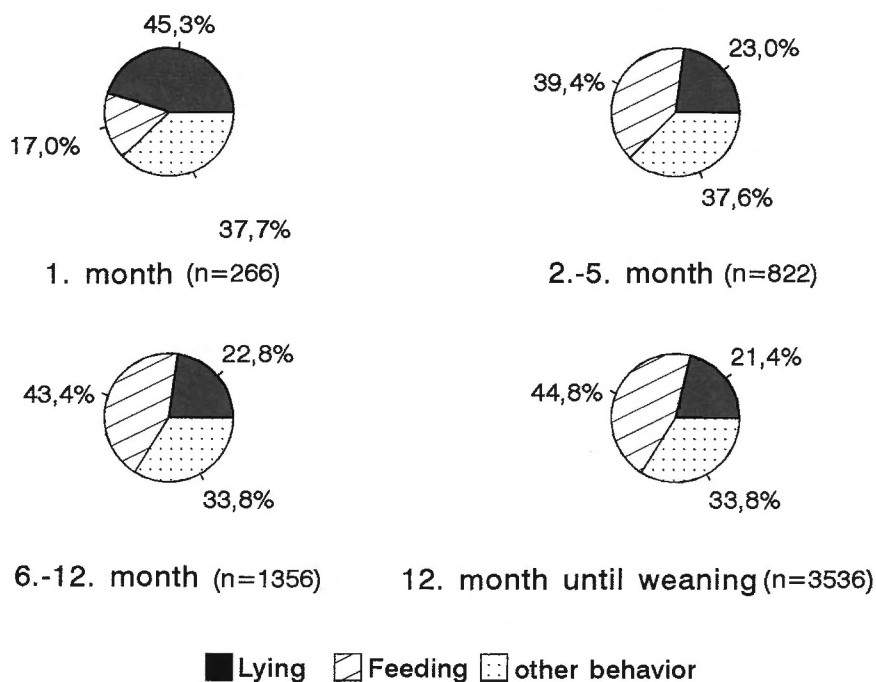 45,3%
17,0%
37,7%
1. month (n=266)
39,4%
23,0%
37,6%
2.-5. month (n=822)
43,4%
22,8%
33,8%
6.-12. month (n=1356)
44,8%
21,4%
33,8%
12. month until weaning (n=3536)
Lying Feeding other behavior